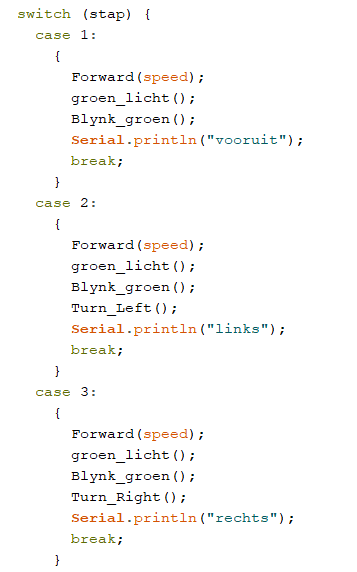 switch (stap) {
  case 1:
    {
      Forward(speed);
      groen_licht();
      Blynk_groen();
      Serial.println("vooruit");
      break;
    }
  case 2:
    {
      Forward(speed);
      groen_licht();
      Blynk_groen();
      Turn_Left();
      Serial.println("links");
      break;
    }
  case 3:
    {
      Forward(speed);
      groen_licht();
      Blynk_groen();
      Turn_Right();
      Serial.println("rechts");
      break;
    }